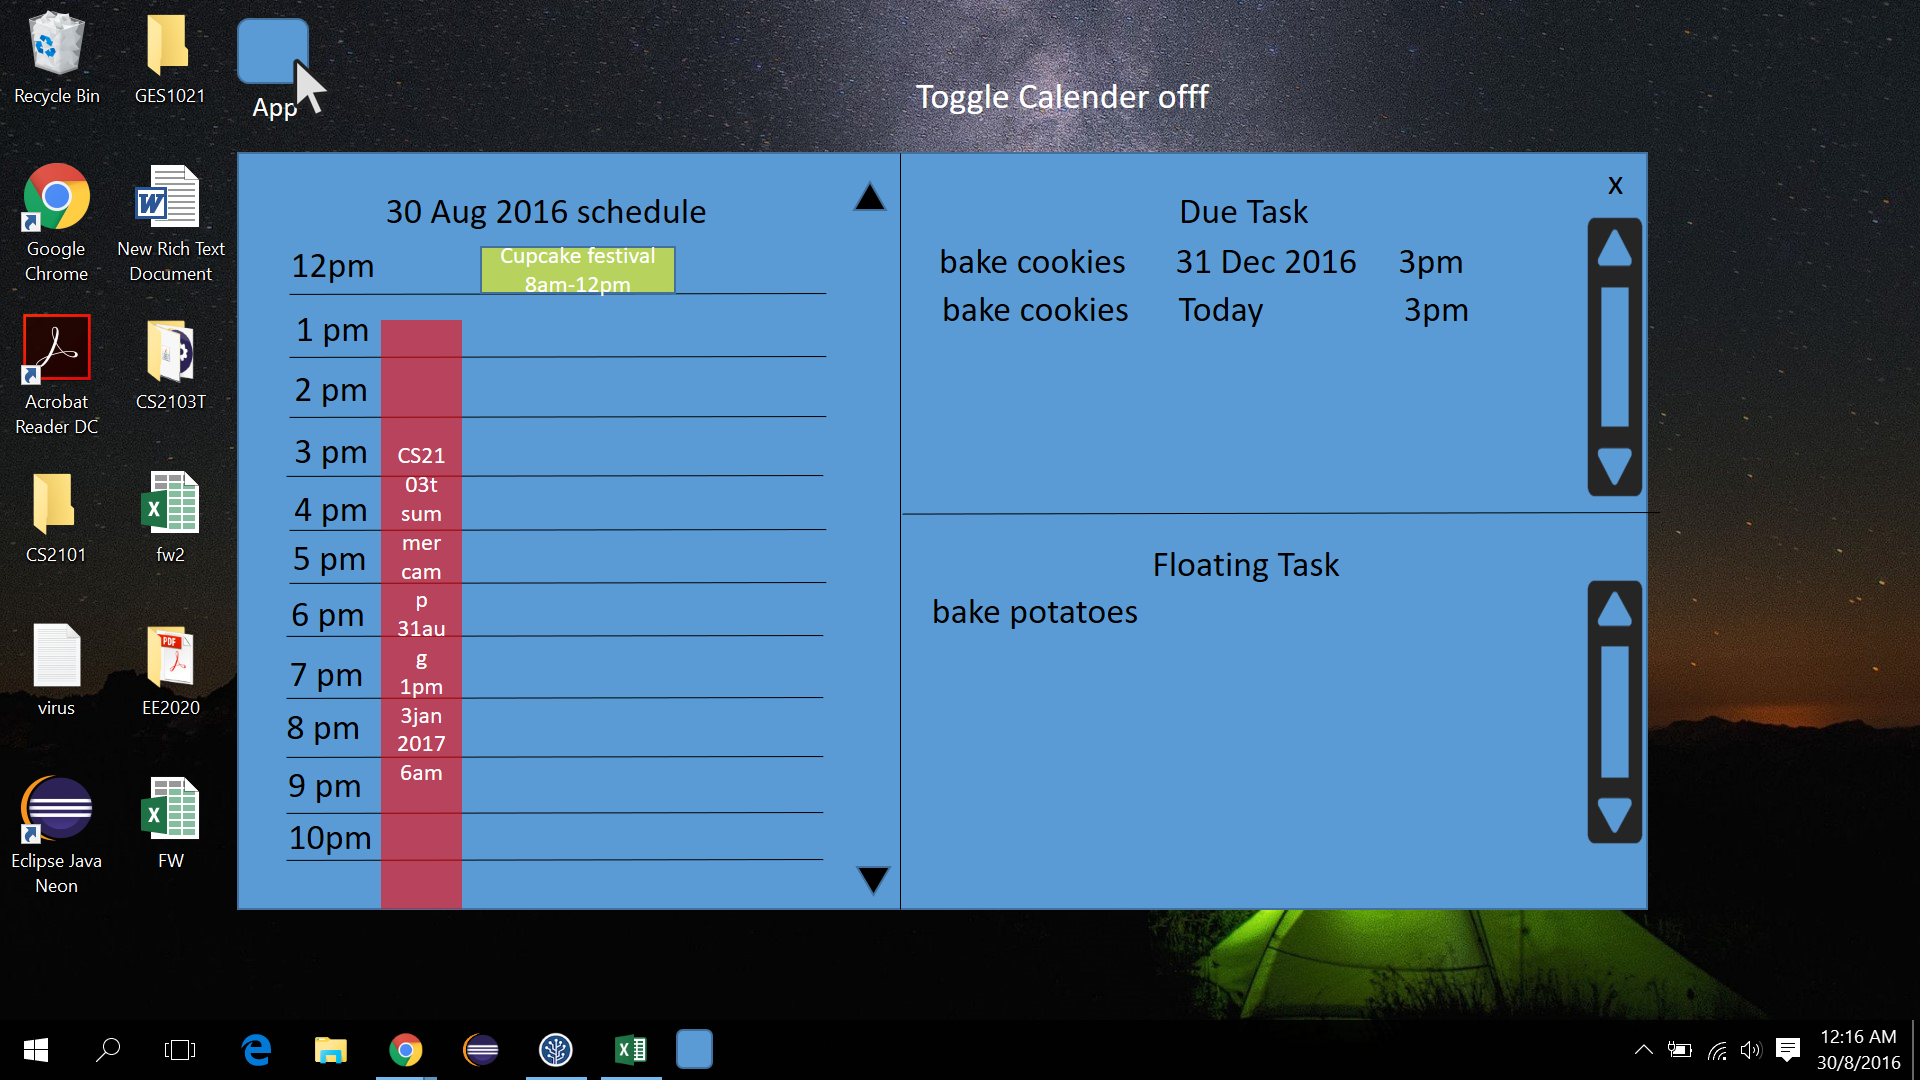 Recycle Bin
GES1021
App
Toggle Calender offf
Google
Chrome
New Rich Text
Document
Acrobat
Reader DC
CS2103T
CS2101
fw2
virus
EE2020
Eclipse Java
Neon
FW
30 Aug 2016 schedule
12pm
Cupcake festival
8am-12pm
1 pm
2 pm
3 pm
4 pm
5 pm
6 pm
7 pm
8 pm
9 pm
10pm
CS21
03t
sum
mer
cam
p
31au
g
1pm
3jan
2017
6am
x
Due Task
bake cookies 31 Dec 2016 3pm
bake cookies Today 3pm
Floating Task
bake potatoes
PDF
12:16 AM
30/8/2016